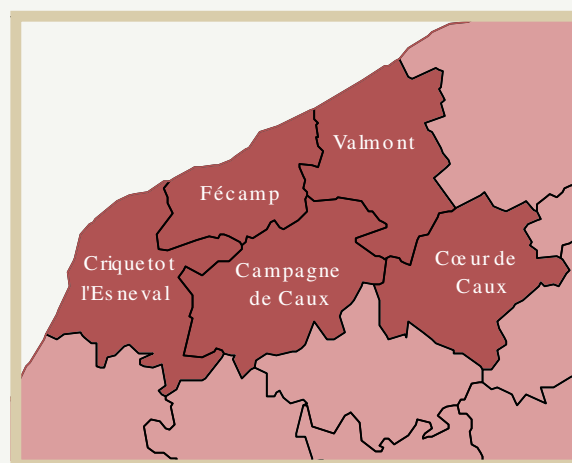 Valmont
Fécamp
Criquetot
l'Esneval
Campagne
de Caux
Cœur de
Caux